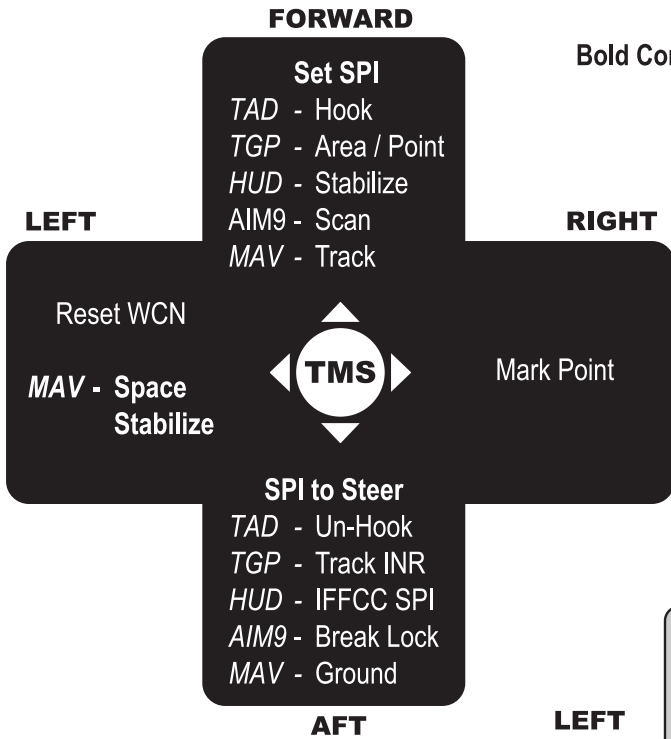 FORWARD
Set SPI
TAD - Hook
TGP - Area / Point
HUD - Stabilize
AIM9 - Scan
MAV - Track
Bold
LEFT
RIGHT
Reset WCN
MAV - Space
Stabilize
TMS
Mark Point
SPI to Steer
TAD - Un-Hook
TGP - Track INR
HUD - IFFCC SPI
AIM9 - Break Lock
MAV - Ground
AFT
LEFT